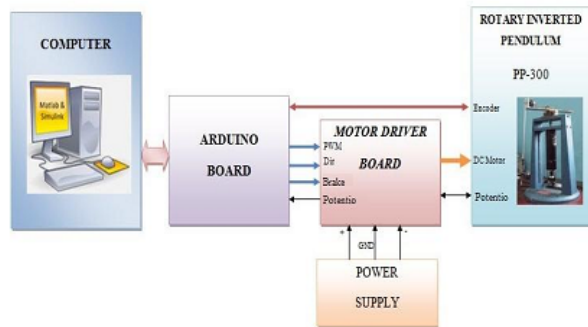 COMPUTER
Matlab &
Simulink
ARDUINO
BOARD
PWM
Dir
Brake
Potentio
MOTOR DRIVER
BOARD
+
GND
-
POWER
SUPPLY
ROTARY INVERTED
PENDULUM
PP-300
Encoder
DC Motor
Potentio